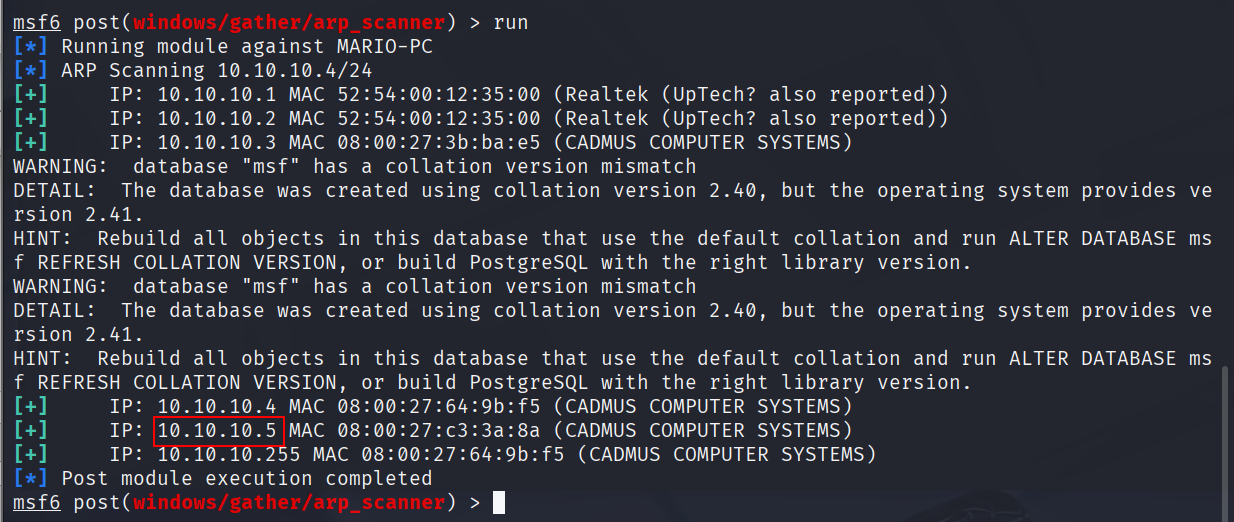 msf6 post(windows/gather/arp_scanner) > run
[*] Running module against MARIO-PC
[*] ARP Scanning 10.10.10.4/24
[+]     IP: 10.10.10.1 MAC 52:54:00:12:35:00 (Realtek (UpTech? also reported))
[+]     IP: 10.10.10.2 MAC 52:54:00:12:35:00 (Realtek (UpTech? also reported))
[+]     IP: 10.10.10.3 MAC 08:00:27:3b:ba:e5 (CADMUS COMPUTER SYSTEMS)
WARNING:  database "msf" has a collation version mismatch
DETAIL:  The database was created using collation version 2.40, but the operating system provides ve
rsion 2.41.
HINT:  Rebuild all objects in this database that use the default collation and run ALTER DATABASE ms
f REFRESH COLLATION VERSION, or build PostgreSQL with the right library version.
WARNING:  database "msf" has a collation version mismatch
DETAIL:  The database was created using collation version 2.40, but the operating system provides ve
rsion 2.41.
HINT:  Rebuild all objects in this database that use the default collation and run ALTER DATABASE ms
f REFRESH COLLATION VERSION, or build PostgreSQL with the right library version.
[+]     IP: 10.10.10.4 MAC 08:00:27:64:9b:f5 (CADMUS COMPUTER SYSTEMS)
[+]     IP: 10.10.10.5 MAC 08:00:27:c3:3a:8a (CADMUS COMPUTER SYSTEMS)
[+]     IP: 10.10.10.255 MAC 08:00:27:64:9b:f5 (CADMUS COMPUTER SYSTEMS)
[*] Post module execution completed
msf6 post(windows/gather/arp_scanner) >